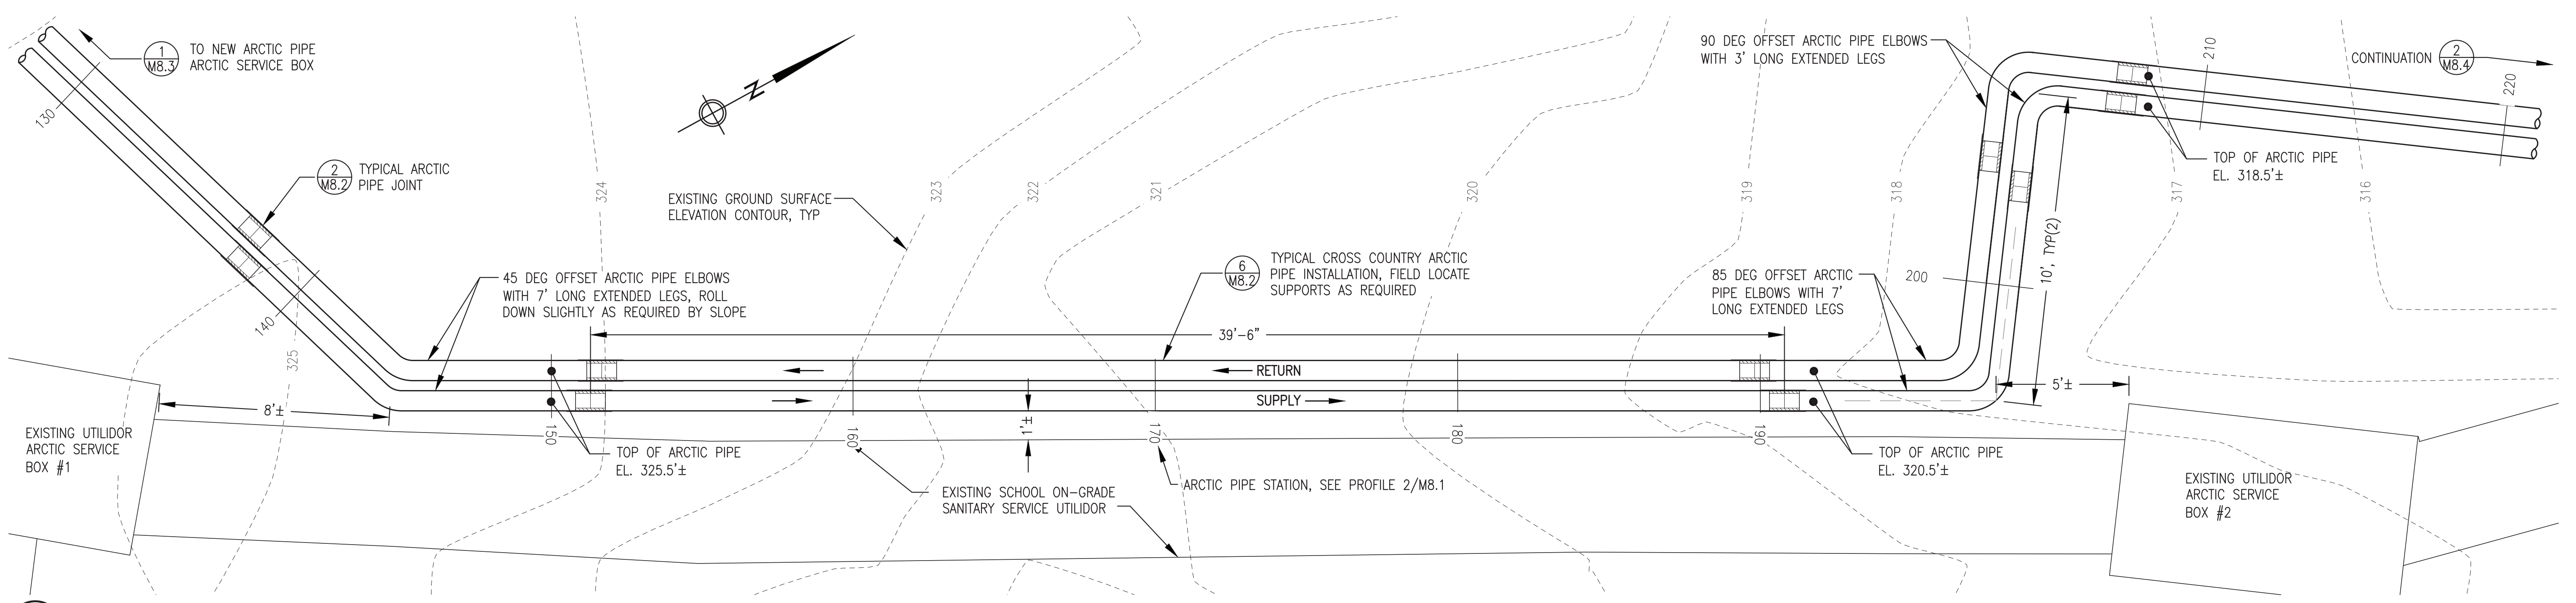 1
M8.3
TO NEW ARCTIC PIPE
ARCTIC SERVICE BOX
130
2
M8.2
TYPICAL ARCTIC
PIPE JOINT
140
325
45 DEG OFFSET ARCTIC PIPE ELBOWS
WITH 7' LONG EXTENDED LEGS, ROLL
DOWN SLIGHTLY AS REQUIRED BY SLOPE
8'±
EXISTING UTILIDOR
ARCTIC SERVICE
BOX #1
324
N
EXISTING GROUND SURFACE
ELEVATION CONTOUR, TYP
323
322
321
320
319
318
317
316
39'-6"
6
M8.2
TYPICAL CROSS COUNTRY ARCTIC
PIPE INSTALLATION, FIELD LOCATE
SUPPORTS AS REQUIRED
RETURN
SUPPLY
1'±
150
160
170
180
190
TOP OF ARCTIC PIPE
EL. 325.5'±
EXISTING SCHOOL ON-GRADE
SANITARY SERVICE UTILIDOR
ARCTIC PIPE STATION, SEE PROFILE 2/M8.1
90 DEG OFFSET ARCTIC PIPE ELBOWS
WITH 3' LONG EXTENDED LEGS
85 DEG OFFSET ARCTIC
PIPE ELBOWS WITH 7'
LONG EXTENDED LEGS
200
10', TYP(2)
5'±
TOP OF ARCTIC PIPE
EL. 320.5'±
210
220
CONTINUATION
2
M8.4
TOP OF ARCTIC PIPE
EL. 318.5'±
EXISTING UTILIDOR
ARCTIC SERVICE
BOX #2